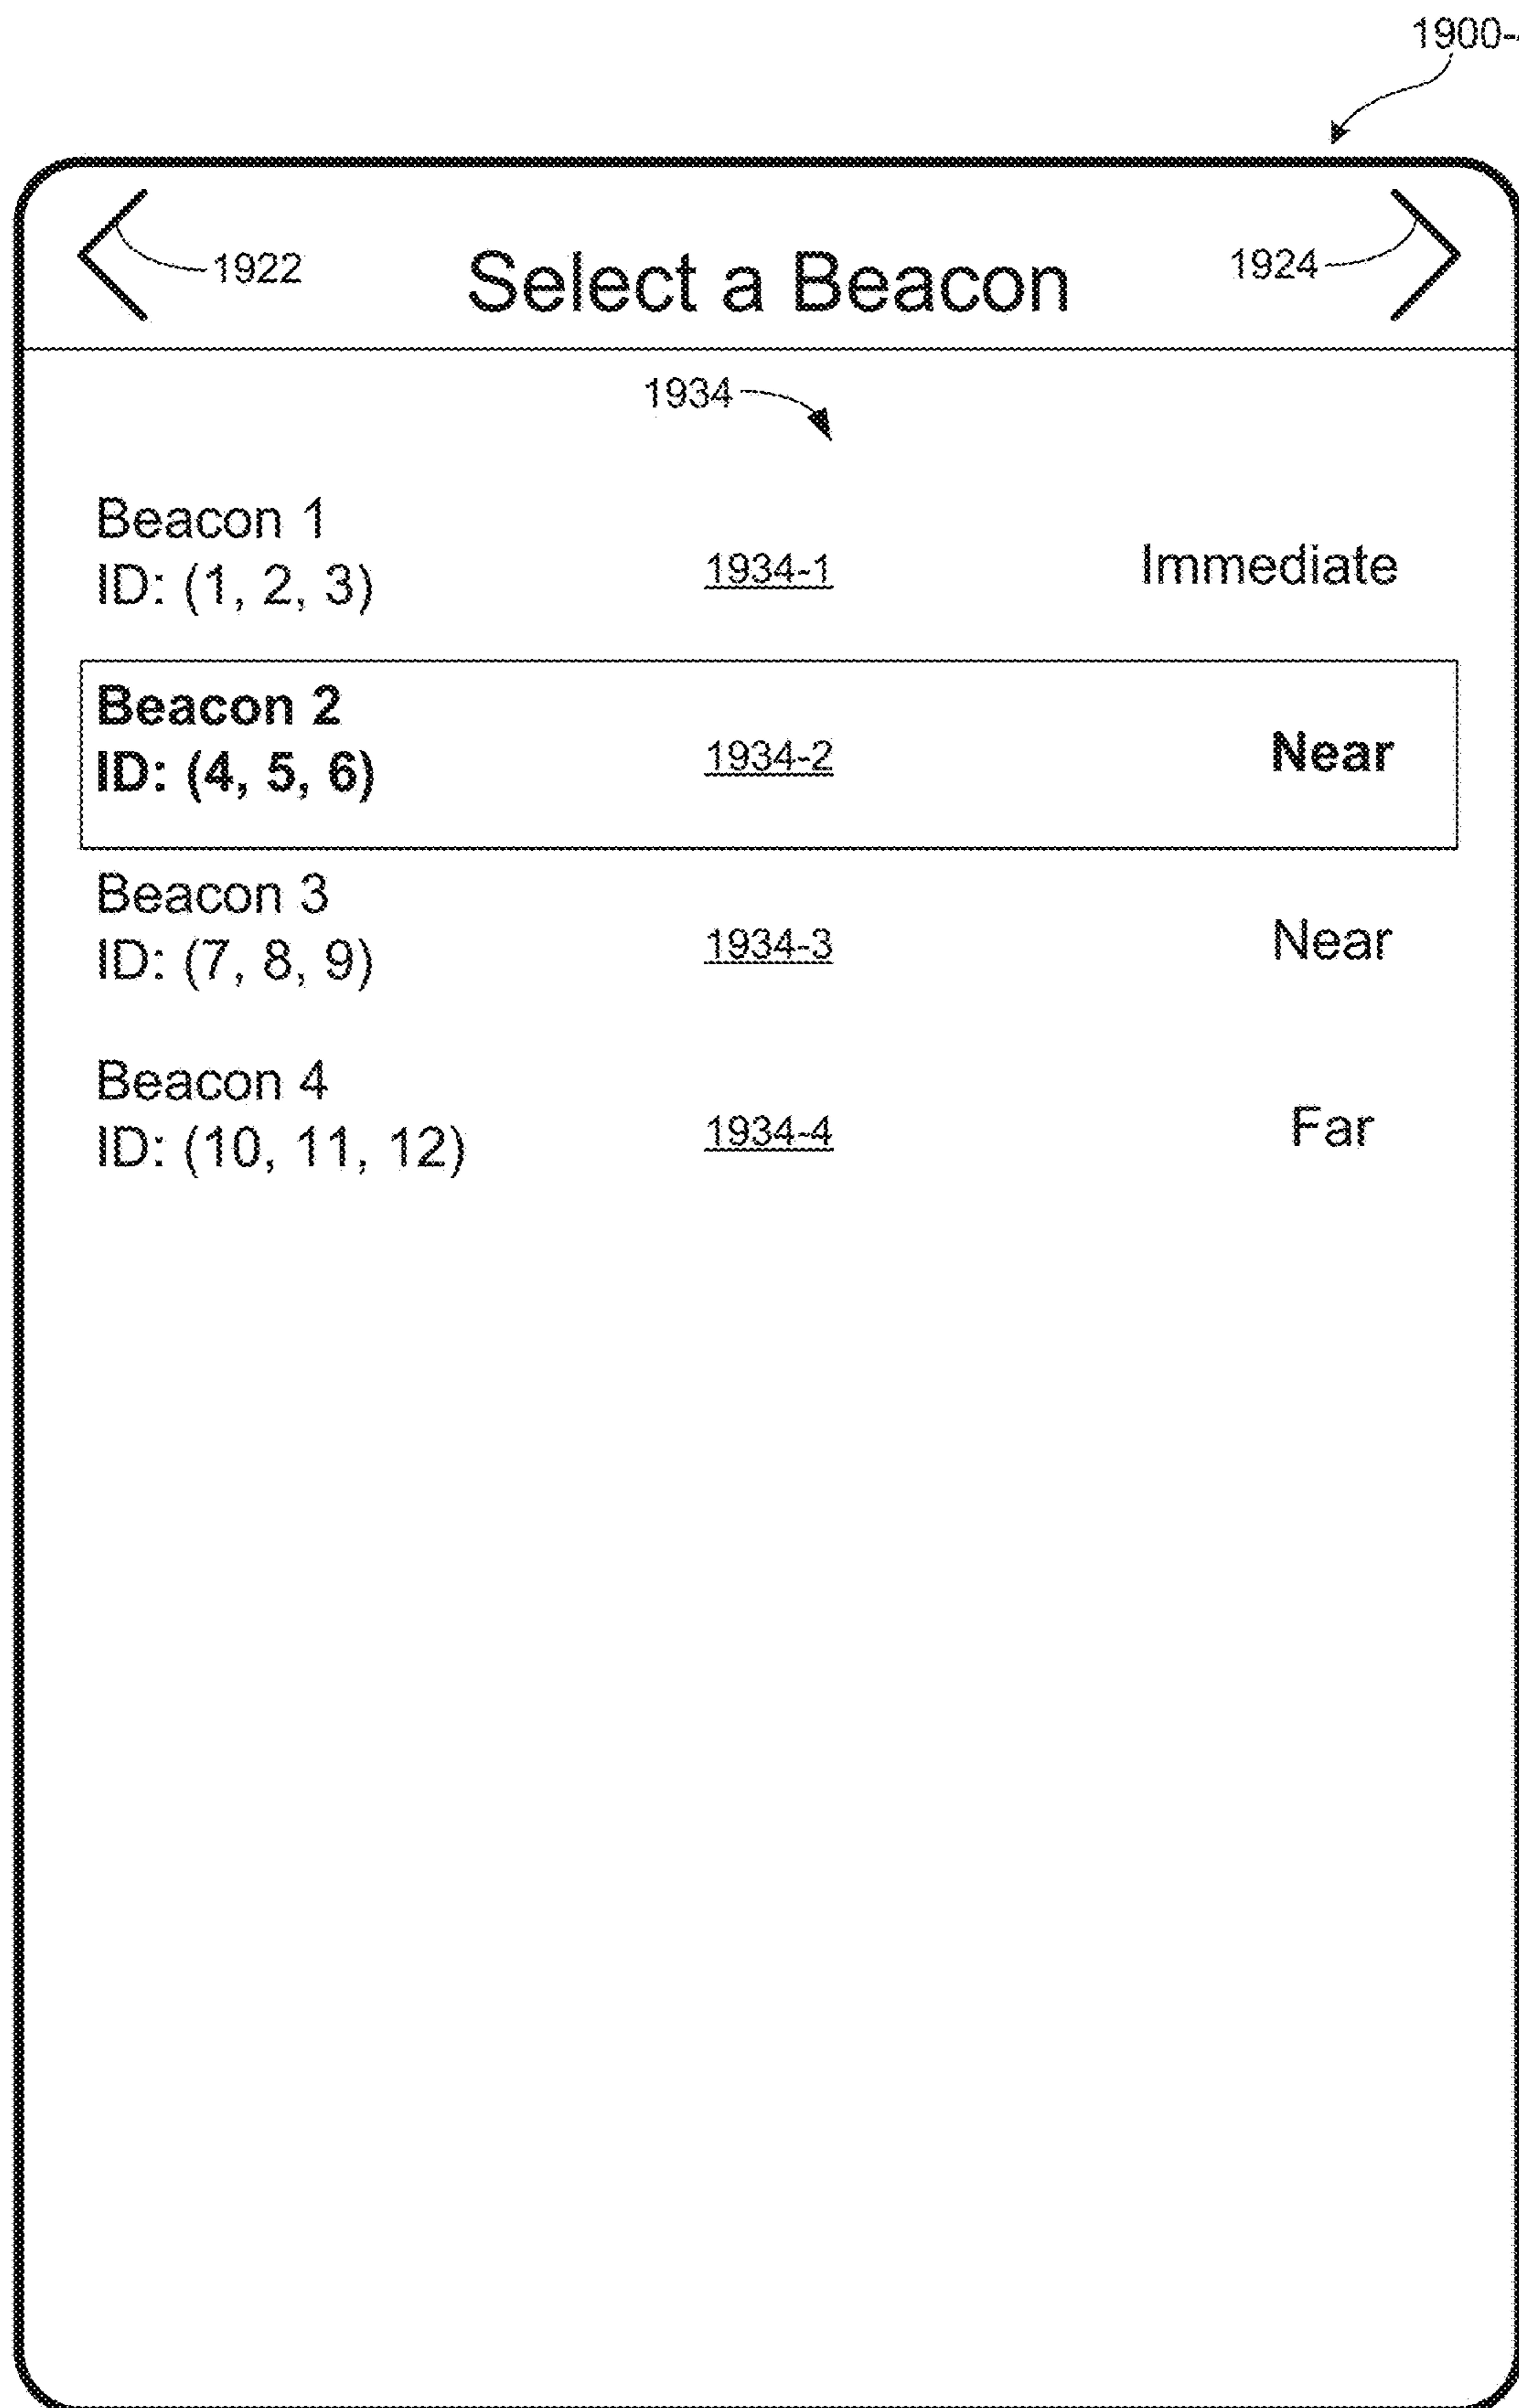 1900-
1922
Select a Beacon
1924
1934
Beacon 1
ID: (1, 2, 3)
1934-1
Immediate
Beacon 2
ID: (4, 5, 6)
1934-2
Near
Beacon 3
ID: (7, 8, 9)
1934-3
Near
Beacon 4
ID: (10, 11, 12)
1934-4
Far